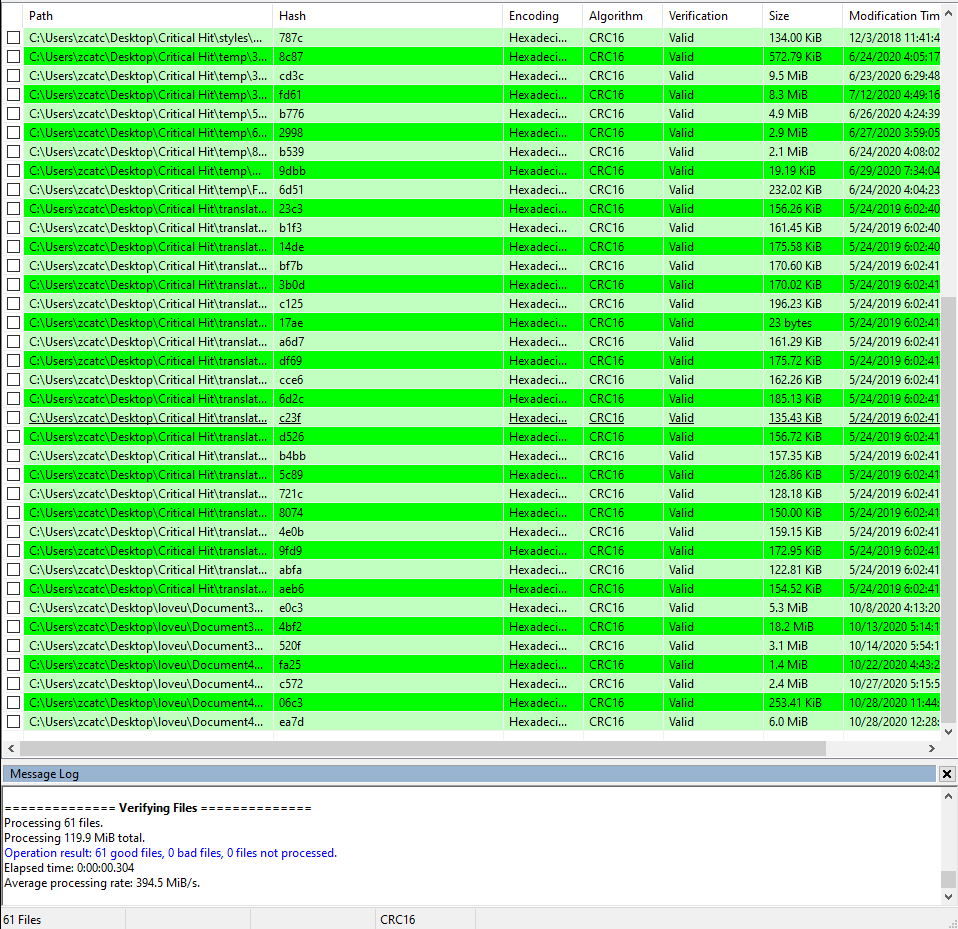 Path Hash Encoding Algorithm Verification Size Modification Tim
C:\Users\zcatc\Desktop\Critical Hit\styles\... 787c Hexadeci... CRC16 Valid 134.00 KiB 12/3/2018 11:41:4
C:\Users\zcatc\Desktop\Critical Hit\temp\3... 8c87 Hexadeci... CRC16 Valid 572.79 KiB 6/24/2020 4:05:17
C:\Users\zcatc\Desktop\Critical Hit\temp\3... cd3c Hexadeci... CRC16 Valid 9.5 MiB 6/23/2020 6:29:48
C:\Users\zcatc\Desktop\Critical Hit\temp\3... fd61 Hexadeci... CRC16 Valid 8.3 MiB 7/12/2020 4:49:16
C:\Users\zcatc\Desktop\Critical Hit\temp\5... b776 Hexadeci... CRC16 Valid 4.9 MiB 6/26/2020 4:24:39
C:\Users\zcatc\Desktop\Critical Hit\temp\6... 2998 Hexadeci... CRC16 Valid 2.9 MiB 6/27/2020 3:59:05
C:\Users\zcatc\Desktop\Critical Hit\temp\8... b539 Hexadeci... CRC16 Valid 2.1 MiB 6/24/2020 4:08:02
C:\Users\zcatc\Desktop\Critical Hit\temp\... 9dbb Hexadeci... CRC16 Valid 19.19 KiB 6/29/2020 7:34:04
C:\Users\zcatc\Desktop\Critical Hit\temp\F... 6d51 Hexadeci... CRC16 Valid 232.02 KiB 6/24/2020 4:04:23
C:\Users\zcatc\Desktop\Critical Hit\translat... 23c3 Hexadeci... CRC16 Valid 156.26 KiB 5/24/2019 6:02:40
C:\Users\zcatc\Desktop\Critical Hit\translat... b1f3 Hexadeci... CRC16 Valid 161.45 KiB 5/24/2019 6:02:40
C:\Users\zcatc\Desktop\Critical Hit\translat... 14de Hexadeci... CRC16 Valid 175.58 KiB 5/24/2019 6:02:40
C:\Users\zcatc\Desktop\Critical Hit\translat... bf7b Hexadeci... CRC16 Valid 170.60 KiB 5/24/2019 6:02:41
C:\Users\zcatc\Desktop\Critical Hit\translat... 3b0d Hexadeci... CRC16 Valid 170.02 KiB 5/24/2019 6:02:41
C:\Users\zcatc\Desktop\Critical Hit\translat... c125 Hexadeci... CRC16 Valid 196.23 KiB 5/24/2019 6:02:41
C:\Users\zcatc\Desktop\Critical Hit\translat... 17ae Hexadeci... CRC16 Valid 23 bytes 5/24/2019 6:02:41
C:\Users\zcatc\Desktop\Critical Hit\translat... a6d7 Hexadeci... CRC16 Valid 161.29 KiB 5/24/2019 6:02:41
C:\Users\zcatc\Desktop\Critical Hit\translat... df69 Hexadeci... CRC16 Valid 175.72 KiB 5/24/2019 6:02:41
C:\Users\zcatc\Desktop\Critical Hit\translat... cce6 Hexadeci... CRC16 Valid 162.26 KiB 5/24/2019 6:02:41
C:\Users\zcatc\Desktop\Critical Hit\translat... 6d2c Hexadeci... CRC16 Valid 185.13 KiB 5/24/2019 6:02:41
C:\Users\zcatc\Desktop\Critical Hit\translat... c23f Hexadeci... CRC16 Valid 135.43 KiB 5/24/2019 6:02:41
C:\Users\zcatc\Desktop\Critical Hit\translat... d526 Hexadeci... CRC16 Valid 156.72 KiB 5/24/2019 6:02:41
C:\Users\zcatc\Desktop\Critical Hit\translat... b4bb Hexadeci... CRC16 Valid 157.35 KiB 5/24/2019 6:02:41
C:\Users\zcatc\Desktop\Critical Hit\translat... 5c89 Hexadeci... CRC16 Valid 126.86 KiB 5/24/2019 6:02:41
C:\Users\zcatc\Desktop\Critical Hit\translat... 721c Hexadeci... CRC16 Valid 128.18 KiB 5/24/2019 6:02:41
C:\Users\zcatc\Desktop\Critical Hit\translat... 8074 Hexadeci... CRC16 Valid 150.00 KiB 5/24/2019 6:02:41
C:\Users\zcatc\Desktop\Critical Hit\translat... 4e0b Hexadeci... CRC16 Valid 159.15 KiB 5/24/2019 6:02:41
C:\Users\zcatc\Desktop\Critical Hit\translat... 9fd9 Hexadeci... CRC16 Valid 172.95 KiB 5/24/2019 6:02:41
C:\Users\zcatc\Desktop\Critical Hit\translat... abfa Hexadeci... CRC16 Valid 122.81 KiB 5/24/2019 6:02:41
C:\Users\zcatc\Desktop\Critical Hit\translat... aeb6 Hexadeci... CRC16 Valid 154.52 KiB 5/24/2019 6:02:41
C:\Users\zcatc\Desktop\loveu\Document3... e0c3 Hexadeci... CRC16 Valid 5.3 MiB 10/8/2020 4:13:20
C:\Users\zcatc\Desktop\loveu\Document3... 4bf2 Hexadeci... CRC16 Valid 18.2 MiB 10/13/2020 5:14:1
C:\Users\zcatc\Desktop\loveu\Document3... 520f Hexadeci... CRC16 Valid 3.1 MiB 10/14/2020 5:54:1
C:\Users\zcatc\Desktop\loveu\Document4... fa25 Hexadeci... CRC16 Valid 1.4 MiB 10/22/2020 4:43:2
C:\Users\zcatc\Desktop\loveu\Document4... c572 Hexadeci... CRC16 Valid 2.4 MiB 10/27/2020 5:15:5
C:\Users\zcatc\Desktop\loveu\Document4... 06c3 Hexadeci... CRC16 Valid 253.41 KiB 10/28/2020 11:44:
C:\Users\zcatc\Desktop\loveu\Document4... ea7d Hexadeci... CRC16 Valid 6.0 MiB 10/28/2020 12:28:
Message Log
============== Verifying Files ==============
Processing 61 files.
Processing 119.9 MiB total.
Operation result: 61 good files, 0 bad files, 0 files not processed.
Elapsed time: 0:00:00.304
Average processing rate: 394.5 MiB/s.
61 Files CRC16